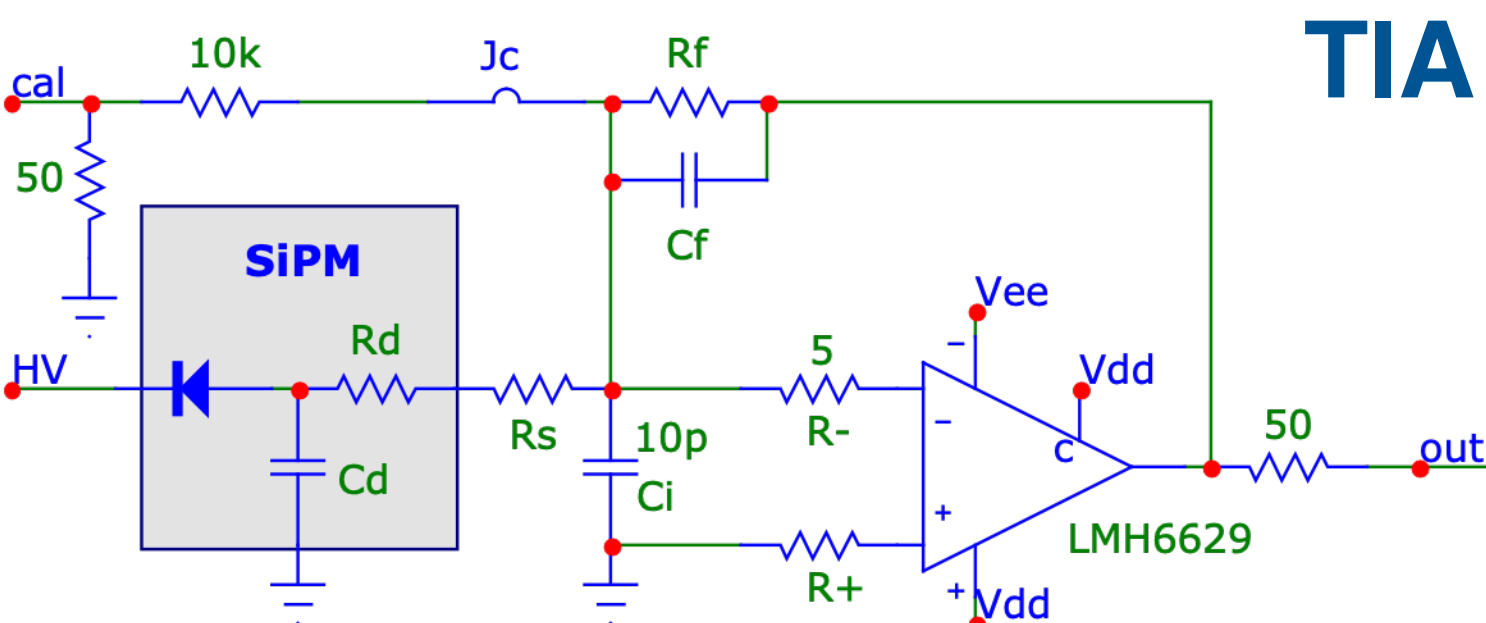 TIA
10k
Jc
Rf
cal
50
Cf
SiPM
Vee
−
HV
Rd
5
Vdd
Rs
10p
R-
−
c
50
out
Cd
Ci
+
LMH6629
R+
+
Vdd